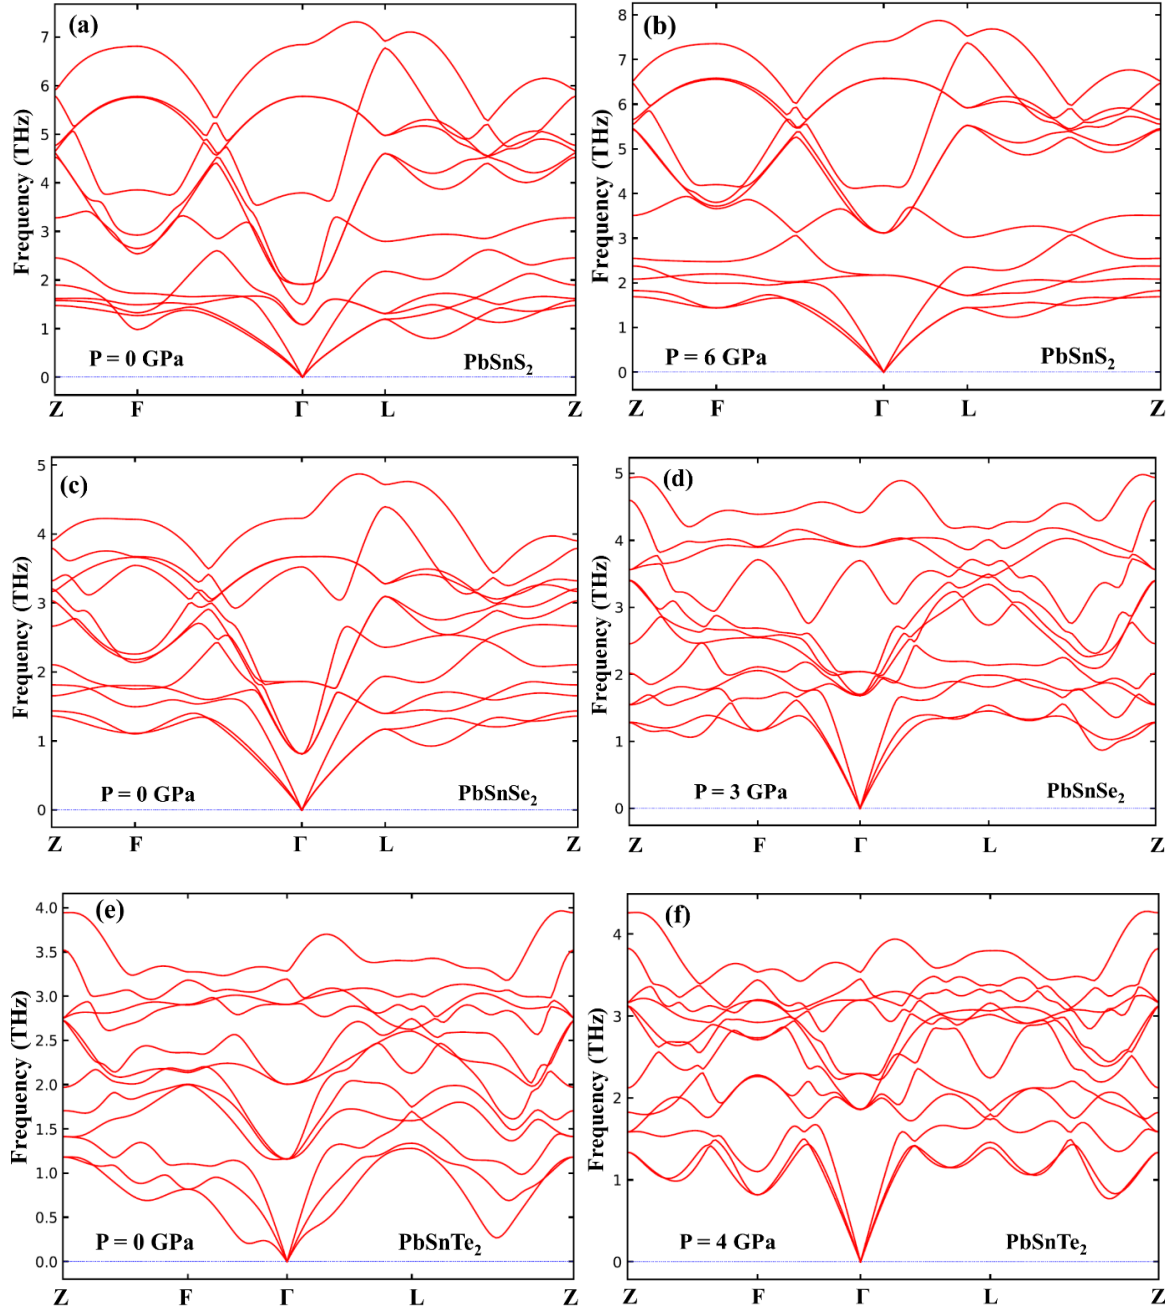 (a)
Frequency (THz)
7
6
5
4
3
2
1
0
P = 0 GPa
PbSnS2
Z F Γ L Z
(b)
Frequency (THz)
8
7
6
5
4
3
2
1
0
P = 6 GPa
PbSnS2
Z F Γ L Z
(c)
Frequency (THz)
5
4
3
2
1
0
P = 0 GPa
PbSnSe2
Z F Γ L Z
(d)
Frequency (THz)
5
4
3
2
1
0
P = 3 GPa
PbSnSe2
Z F Γ L Z
(e)
Frequency (THz)
4.0
3.5
3.0
2.5
2.0
1.5
1.0
0.5
0.0
P = 0 GPa
PbSnTe2
Z F Γ L Z
(f)
Frequency (THz)
4
3
2
1
0
P = 4 GPa
PbSnTe2
Z F Γ L Z